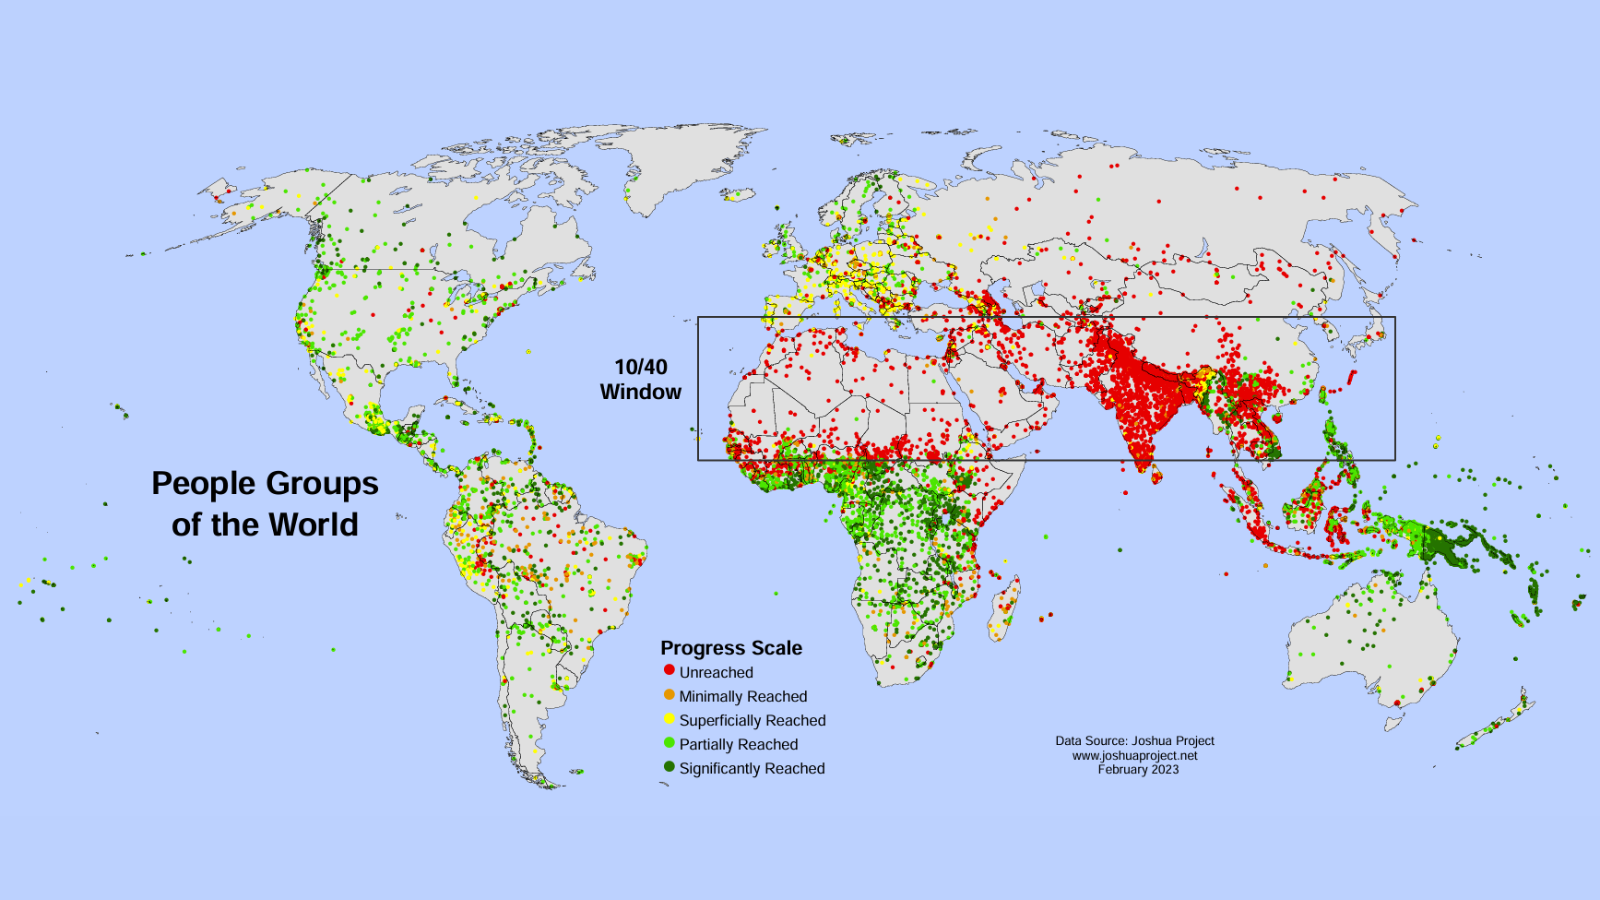 10/40
Window
People Groups
of the World
Progress Scale
Unreached
Minimally Reached
Superficially Reached
Partially Reached
Significantly Reached
Data Source: Joshua Project
www.joshuaproject.net
February 2023